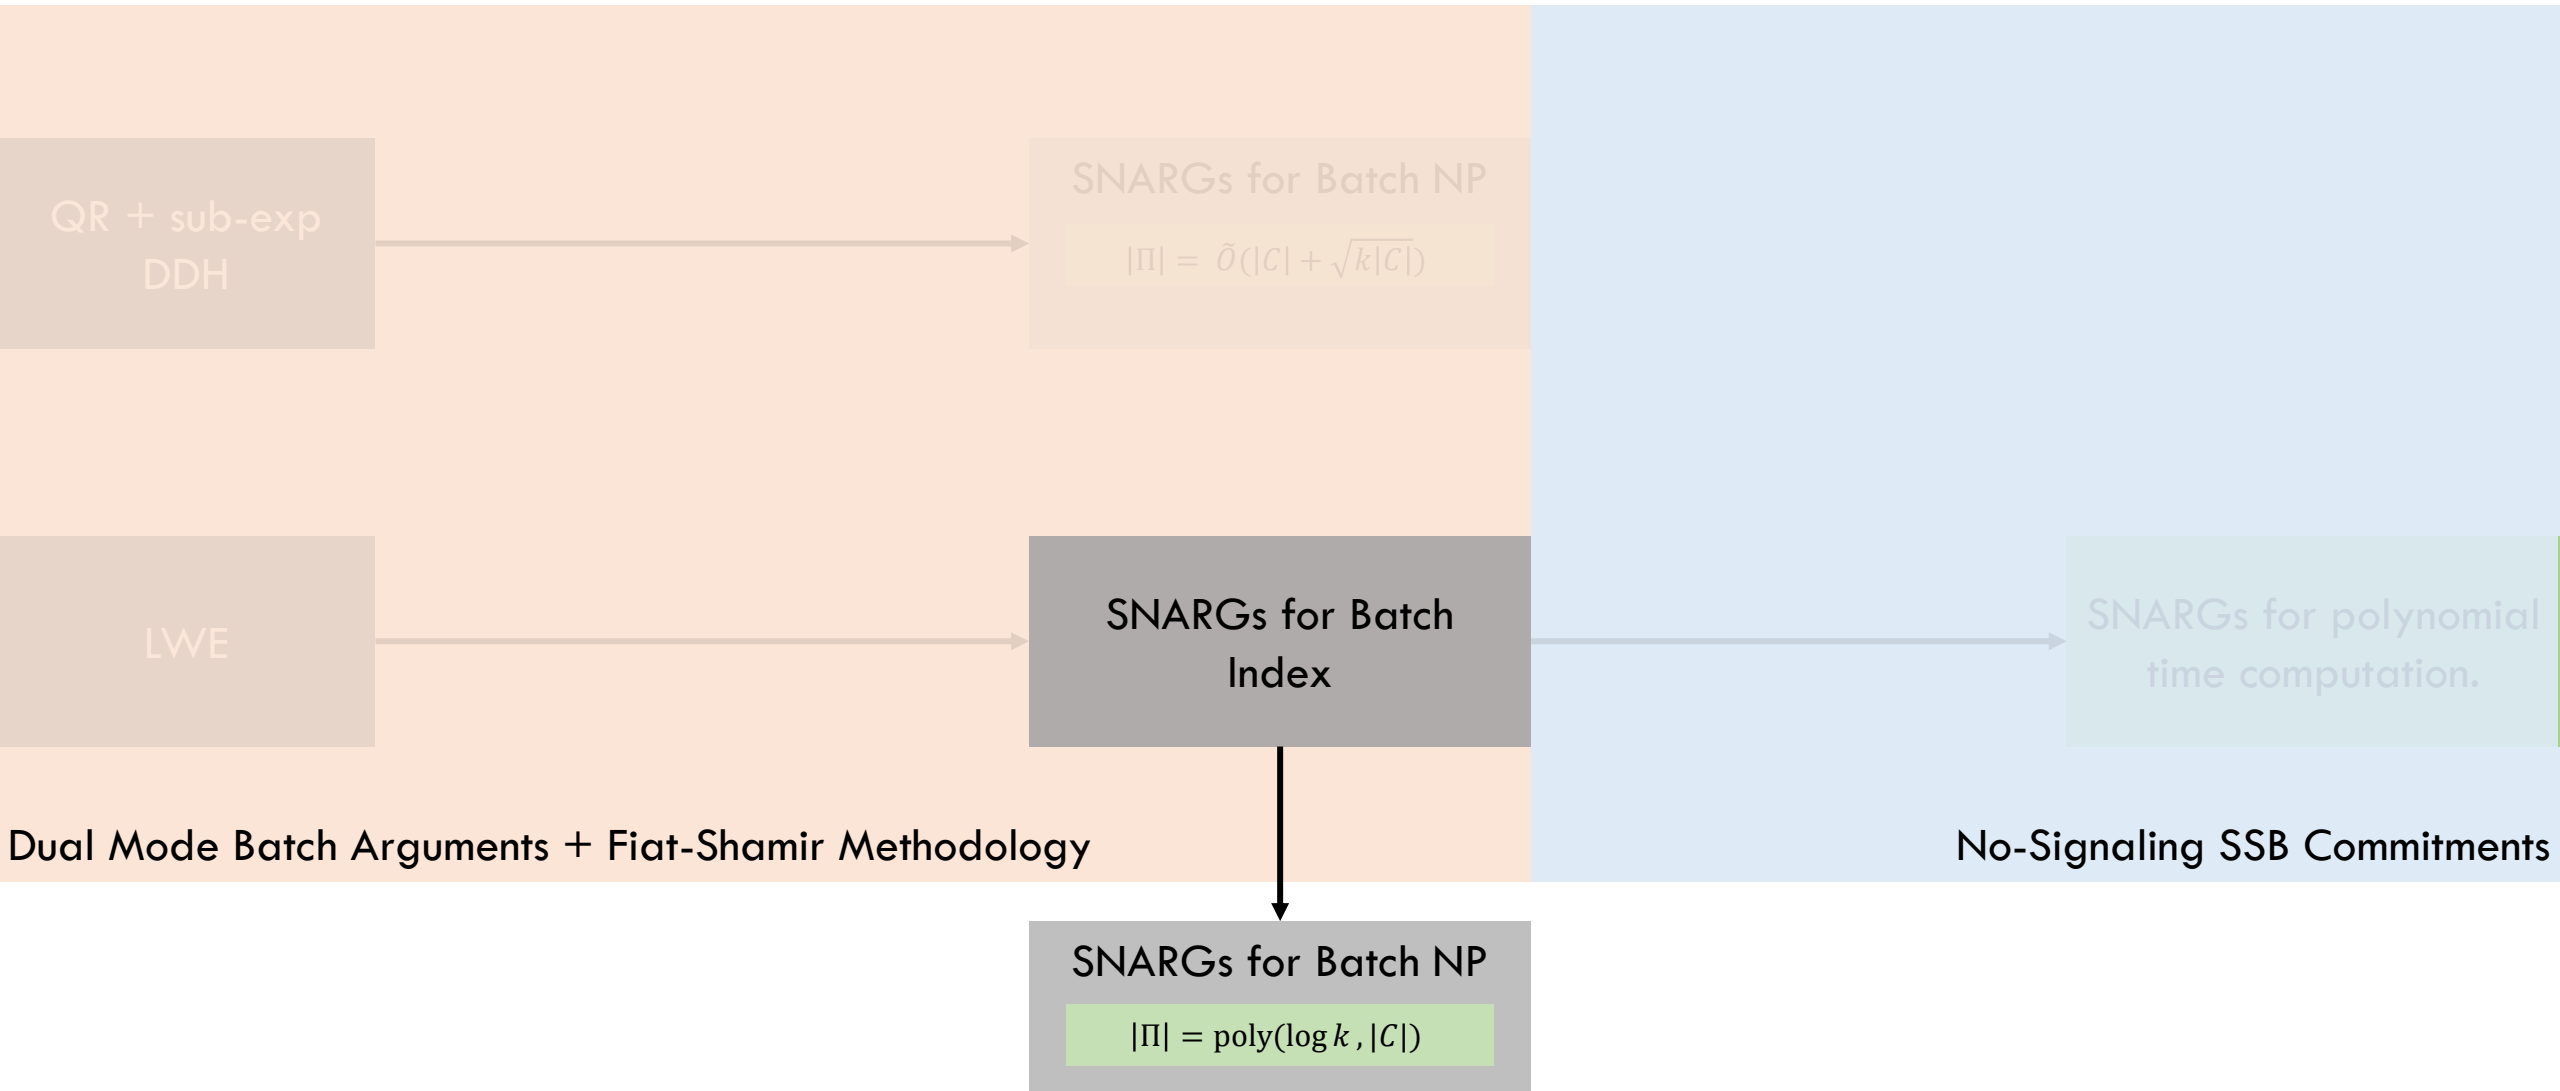 SNARGs for Batch NP
|Π| = Õ(|C| + √k|C|)
QR + sub-exp
DDH
SNARGs for Batch
Index
LWE
SNARGs for polynomial
time computation.
Dual Mode Batch Arguments + Fiat-Shamir Methodology
No-Signaling SSB Commitments
SNARGs for Batch NP
|Π| = poly(log k , |C|)